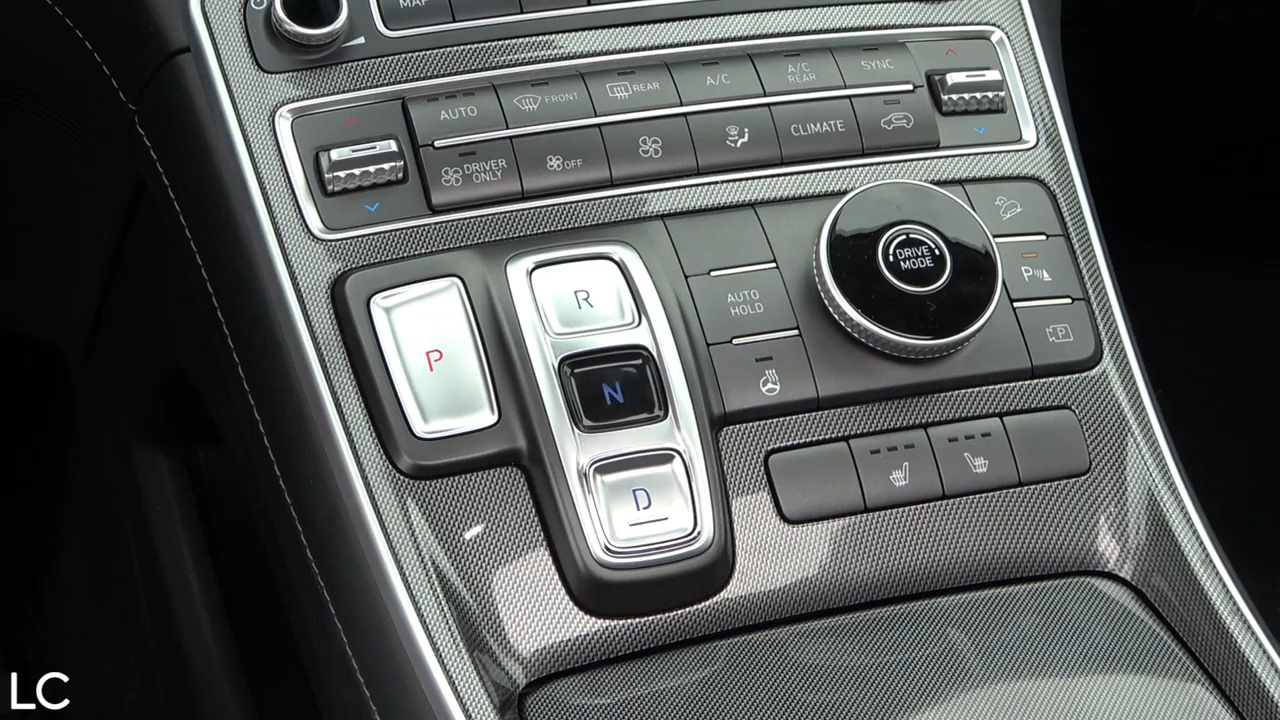 MAP
AUTO
FRONT
REAR
A/C
A/C
REAR
SYNC
DRIVER
ONLY
OFF
CLIMATE
DRIVE
MODE
P
R
AUTO
HOLD
P
P
N
D
LC